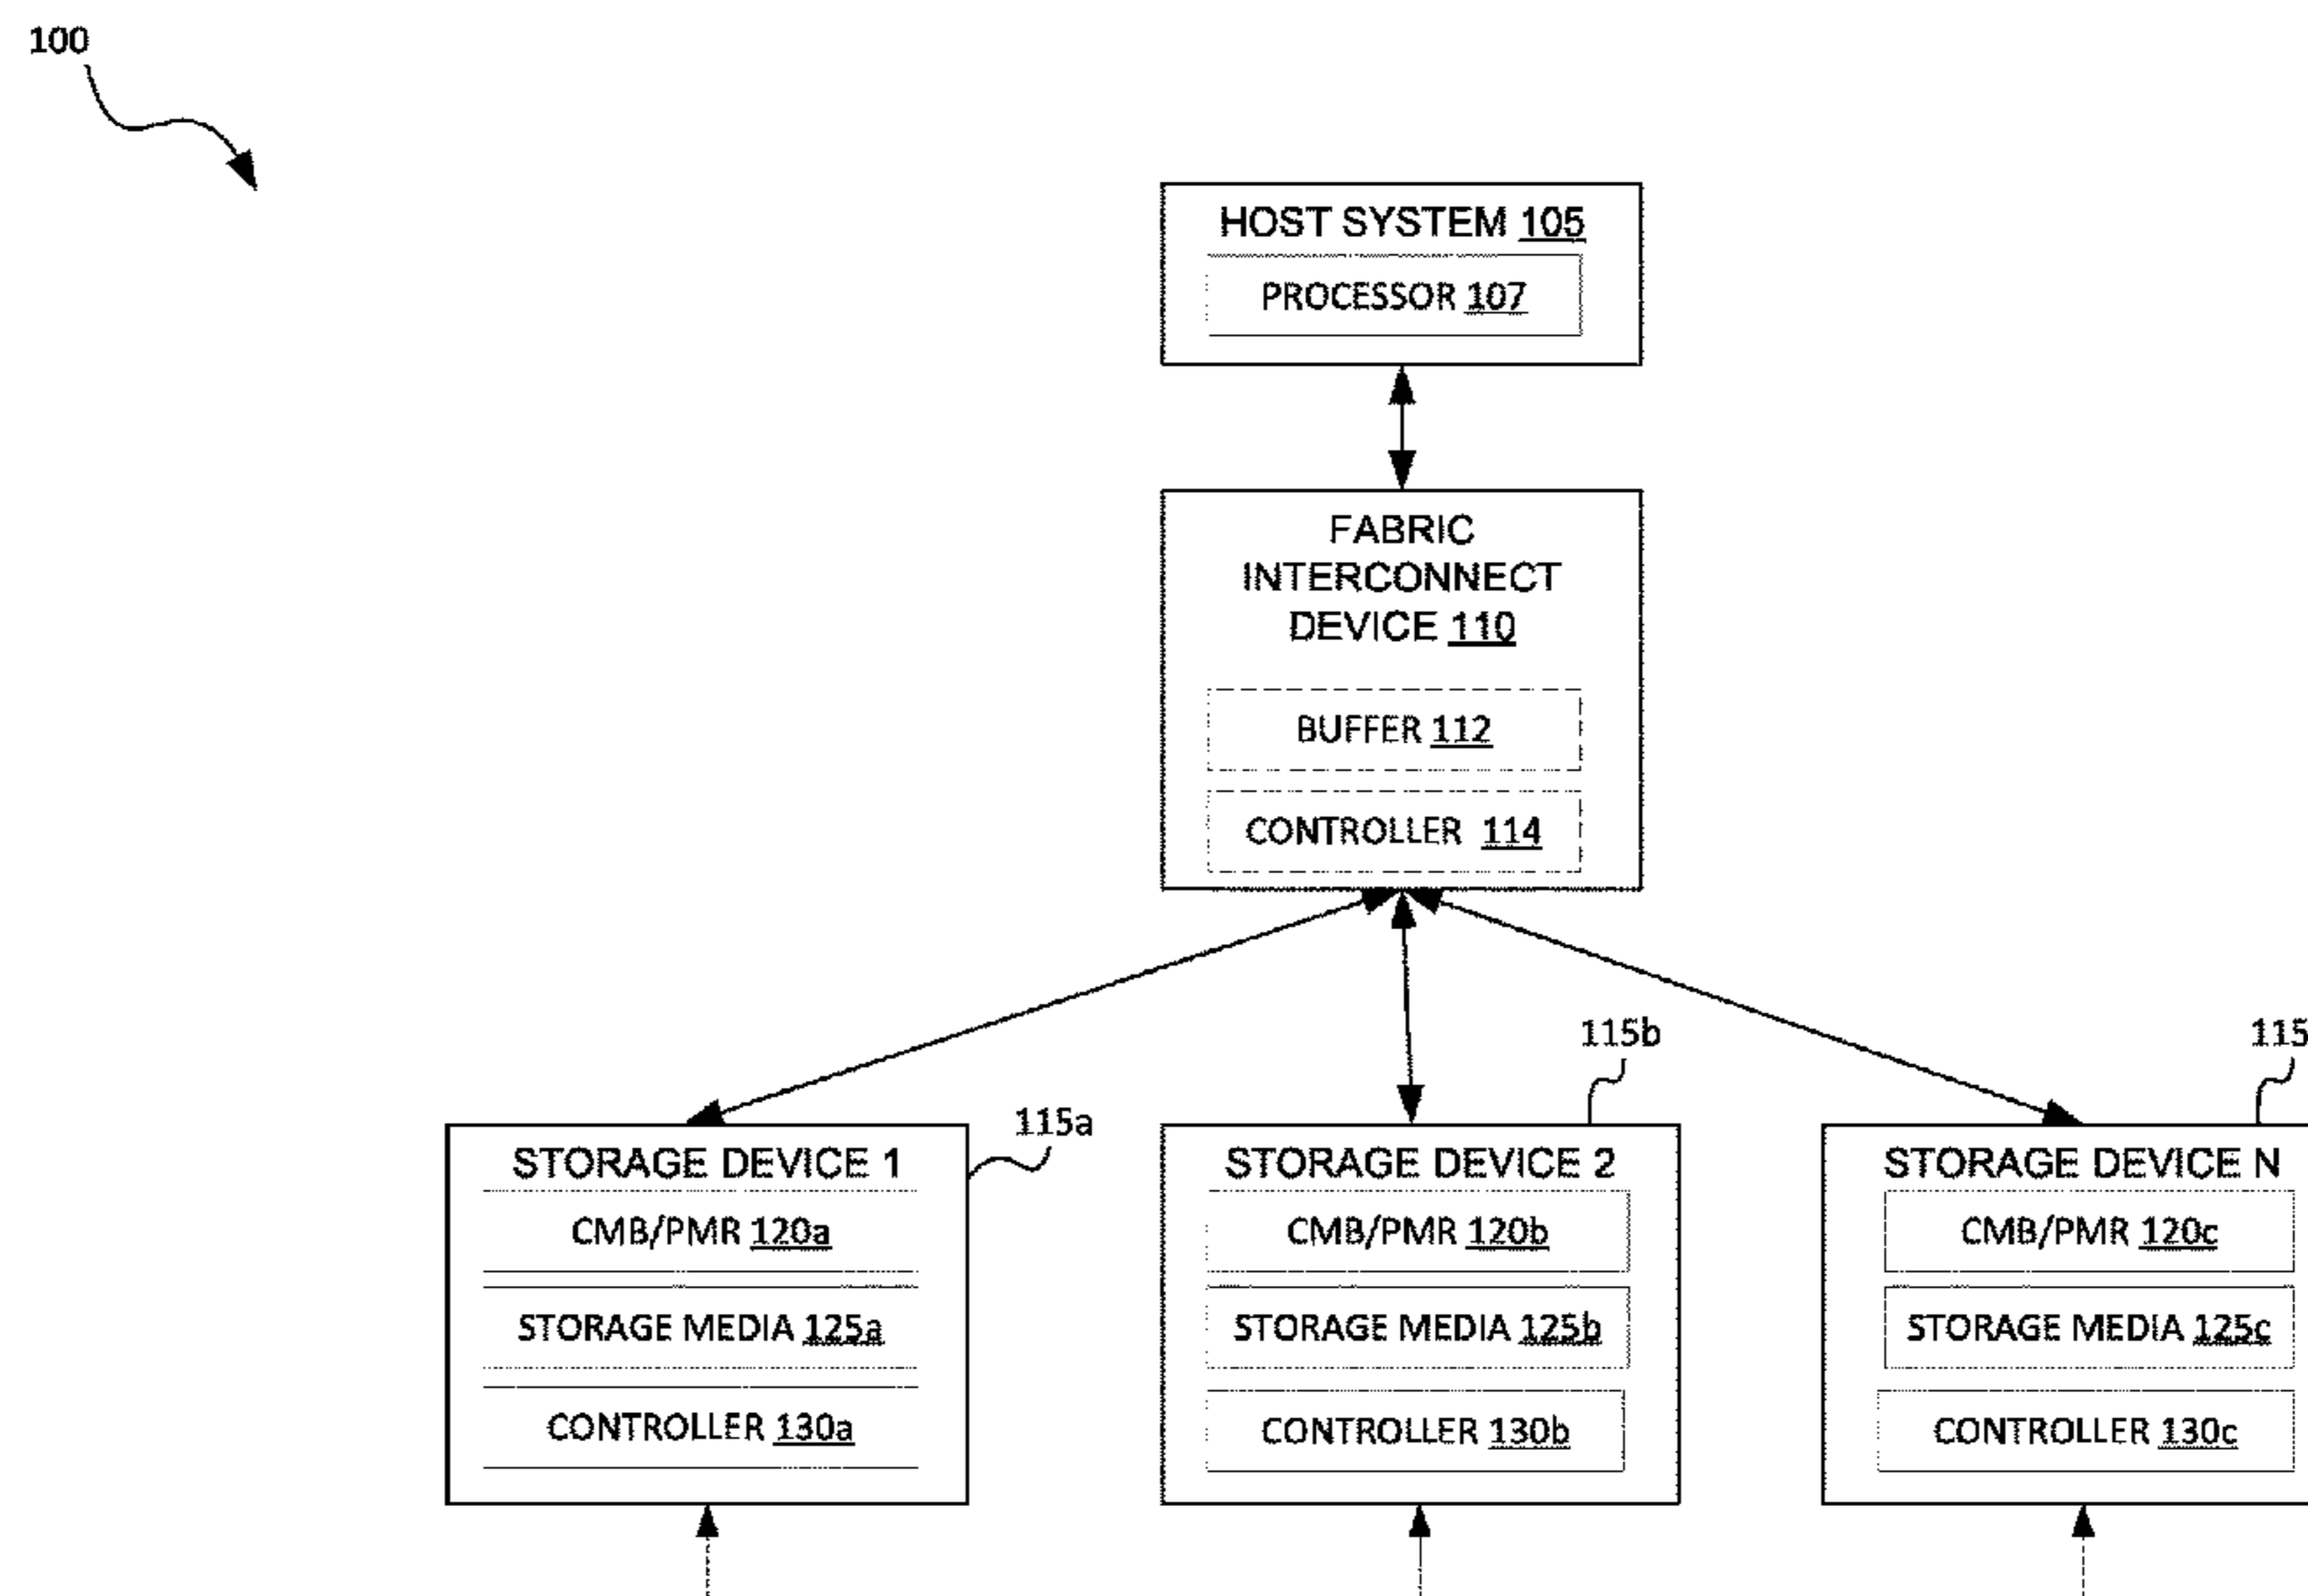 100
HOST SYSTEM 105
PROCESSOR 107
FABRIC
INTERCONNECT
DEVICE 110
BUFFER 112
CONTROLLER 114
115a
115b
115
STORAGE DEVICE 1
CMB/PMR 120a
STORAGE MEDIA 125a
CONTROLLER 130a
STORAGE DEVICE 2
CMB/PMR 120b
STORAGE MEDIA 125b
CONTROLLER 130b
STORAGE DEVICE N
CMB/PMR 120c
STORAGE MEDIA 125c
CONTROLLER 130c